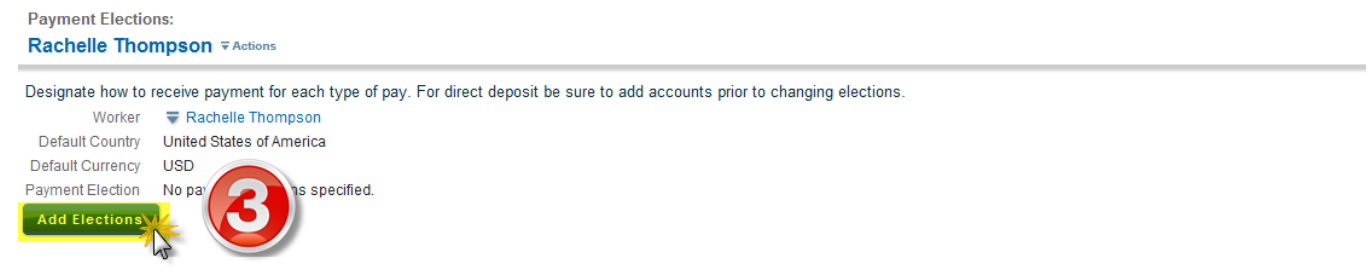 Payment Elections:
Rachelle Thompson Actions
Designate how to receive payment for each type of pay. For direct deposit be sure to add accounts prior to changing elections.
Worker Rachelle Thompson
Default Country United States of America
Default Currency USD
Payment Election No specified.
Add Elections
3